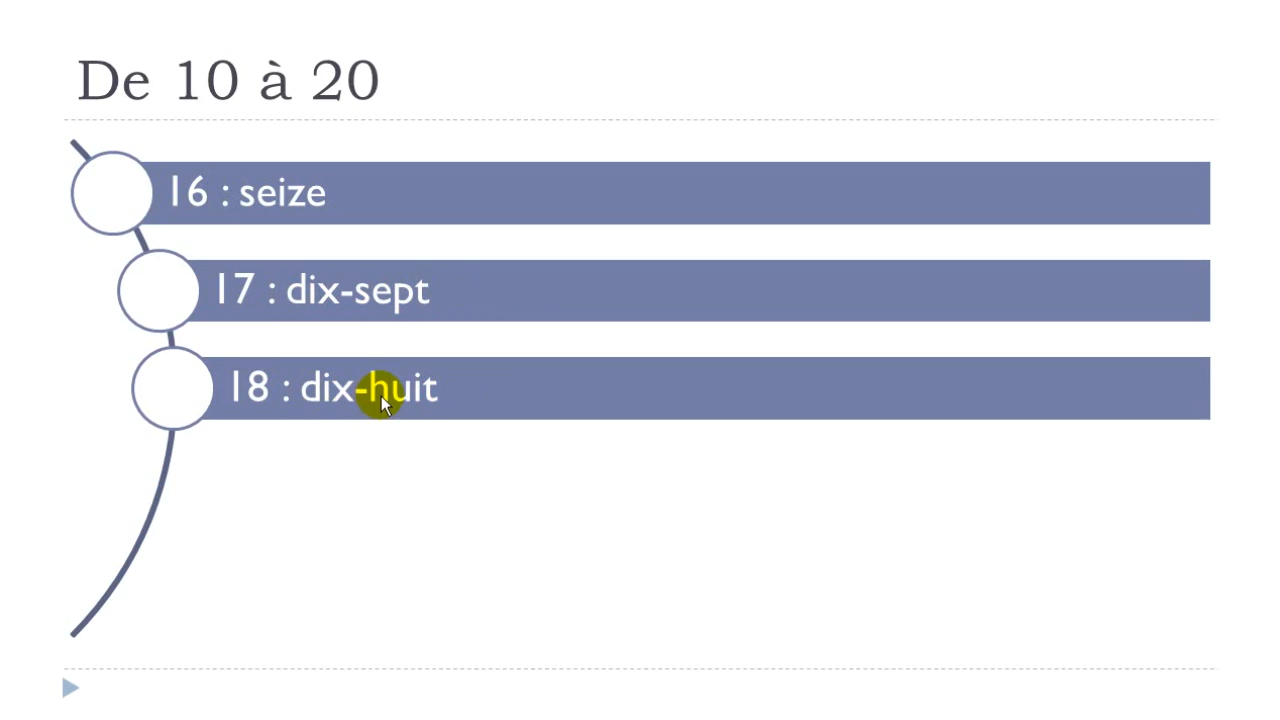 De 10 à 20
16 : seize
17 : dix-sept
18 : dix-huit